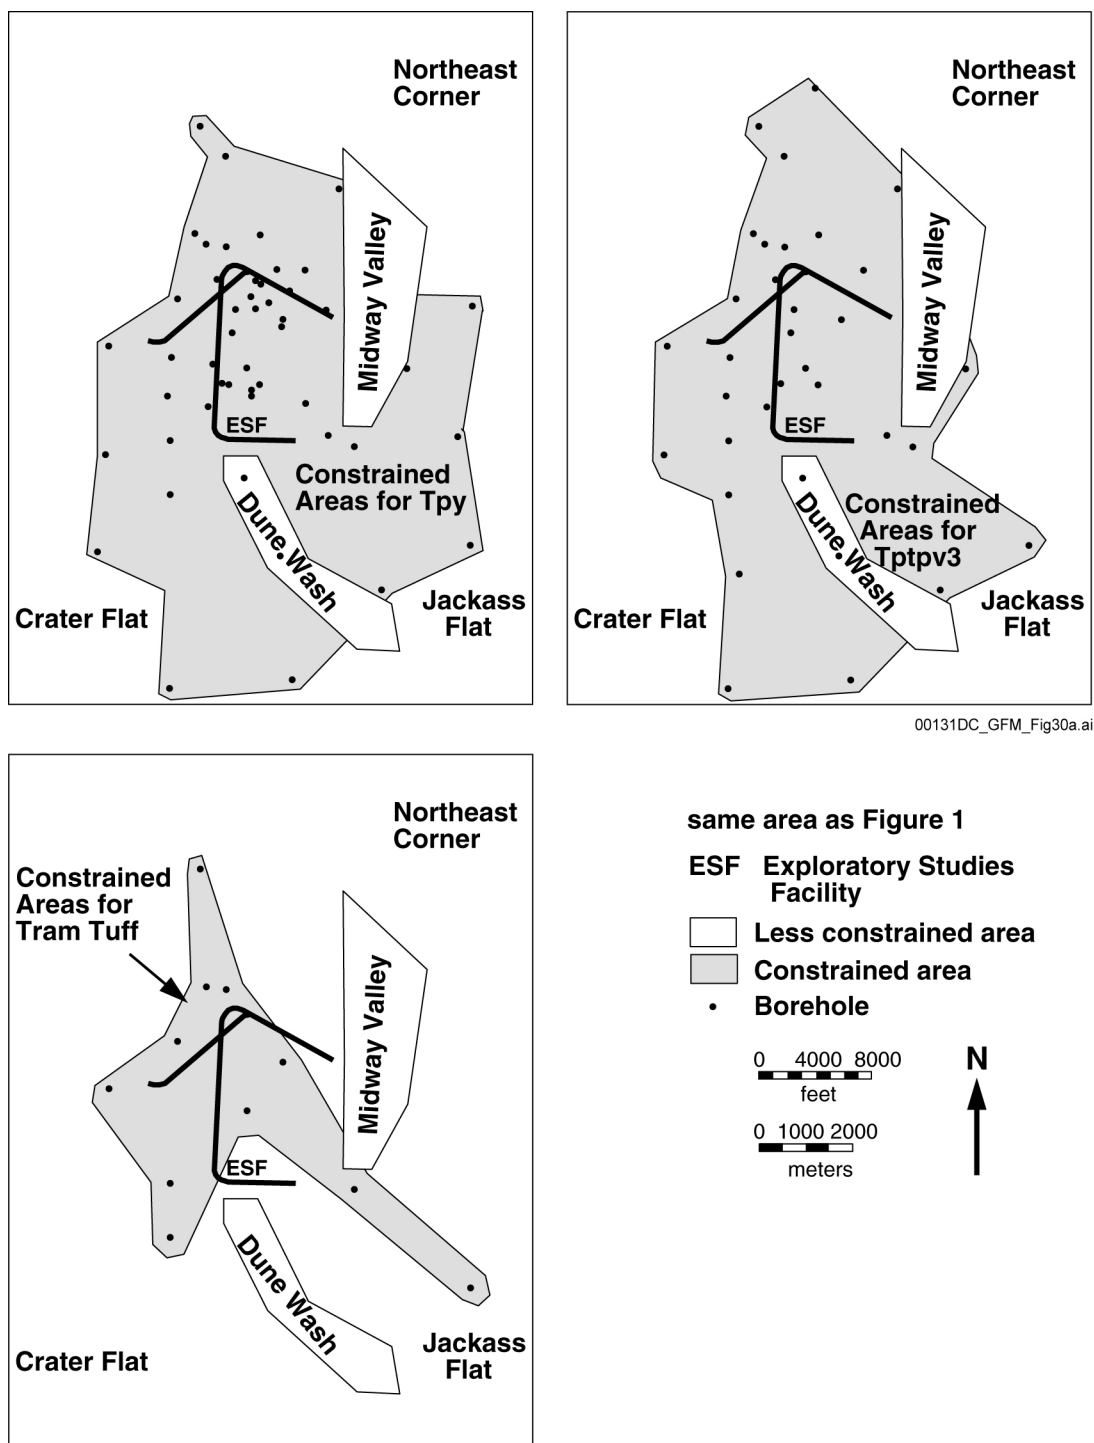 Northeast
Corner
Midway Valley
ESF
Constrained
Areas for Tpy
Dune Wash
Crater Flat
Jackass
Flat
Northeast
Corner
Midway Valley
ESF
Constrained
Areas for
Tptpv3
Dune Wash
Crater Flat
Jackass
Flat
00131DC_GFM_Fig30a.ai
Northeast
Corner
Constrained
Areas for
Tram Tuff
Midway Valley
ESF
Dune Wash
Crater Flat
Jackass
Flat
same area as Figure 1
ESF Exploratory Studies
Facility
Less constrained area
Constrained area
Borehole
0 4000 8000
feet
0 1000 2000
meters
N